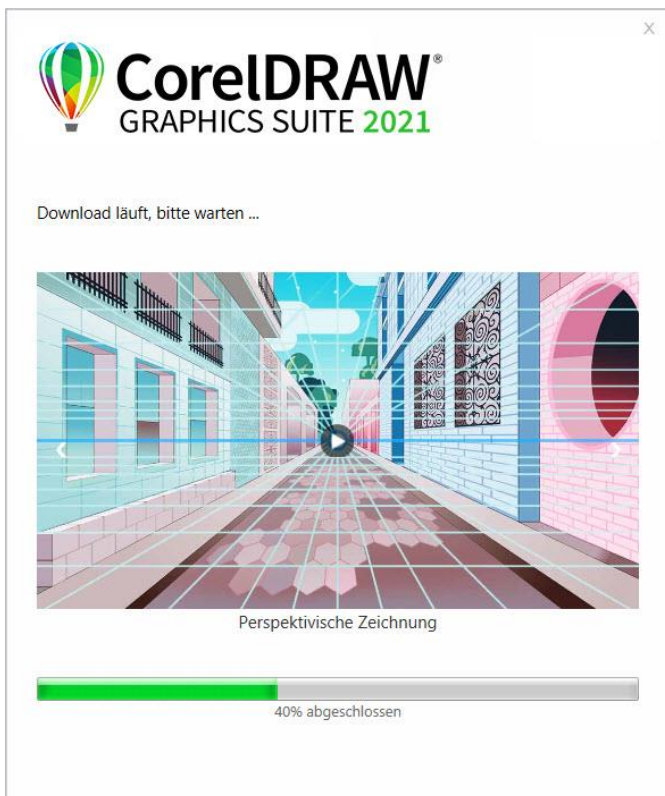 X
CorelDRAW®
GRAPHICS SUITE 2021
Download läuft, bitte warten ...
Perspektivische Zeichnung
40% abgeschlossen